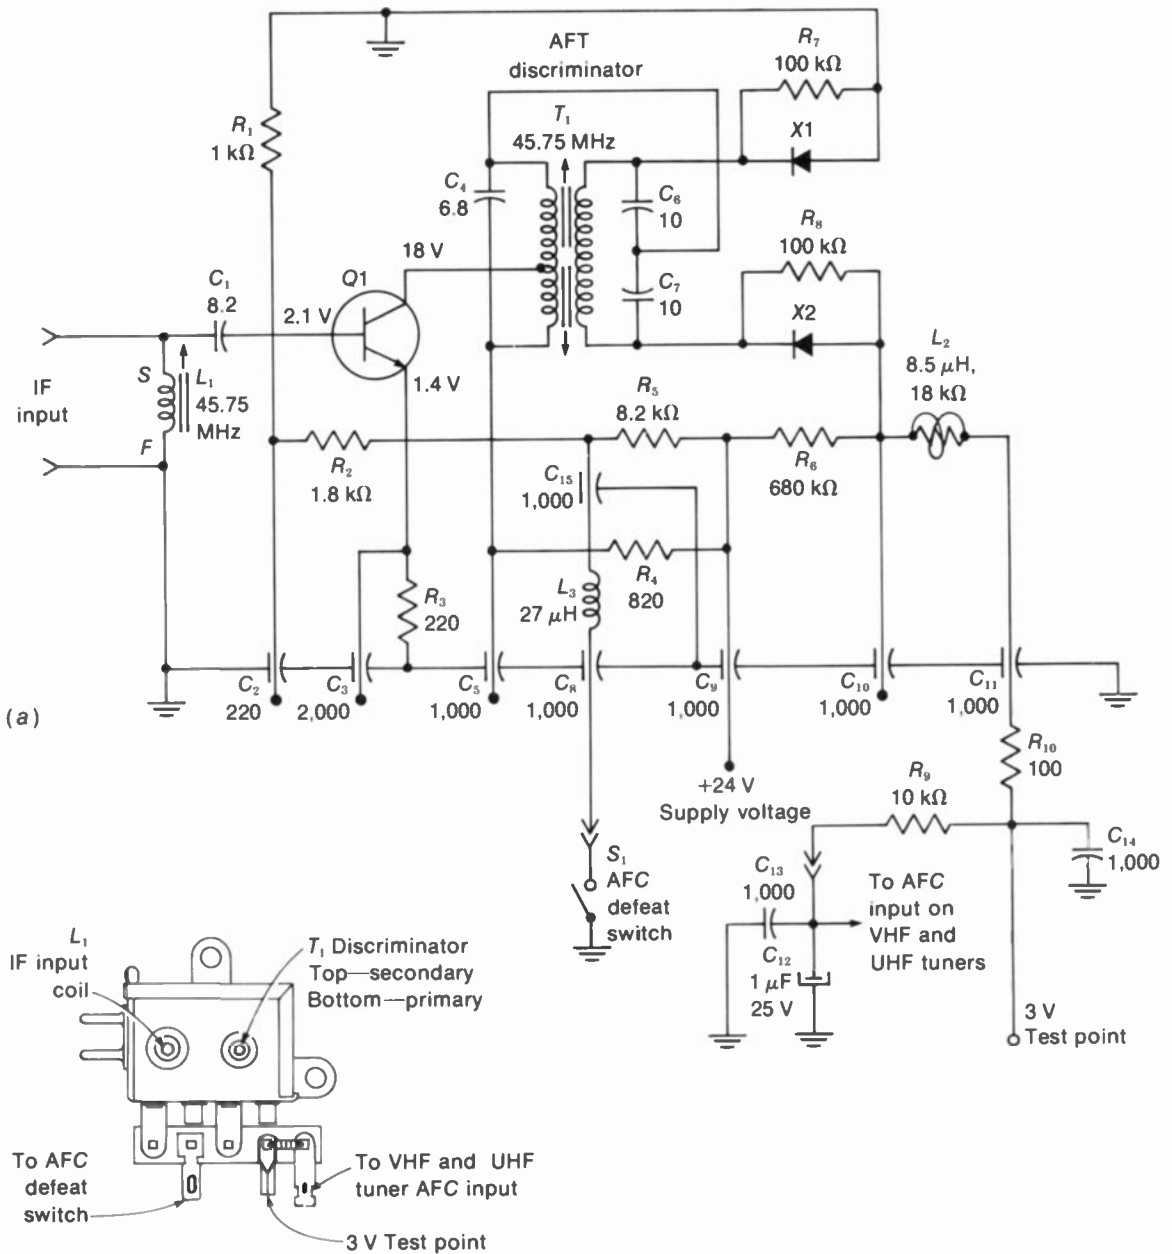 AFT
discriminator
R₇
100 kΩ
R₁
1 kΩ
T₁
45.75 MHz
X1
C₄
6.8
C₆
10
R₈
100 kΩ
18 V
Q1
C₁
8.2
2.1 V
C₇
10
X2
L₂
8.5 μH,
18 kΩ
1.4 V
IF
input
S
L₁
45.75
MHz
F
R₅
8.2 kΩ
R₂
1.8 kΩ
C₁₅
1,000
R₆
680 kΩ
R₃
220
L₃
27 μH
R₄
820
(a)
C₂
220
C₃
2,000
C₅
1,000
C₈
1,000
C₉
1,000
C₁₀
1,000
C₁₁
1,000
R₁₀
100
+24 V
Supply voltage
R₉
10 kΩ
C₁₄
1,000
S₁
AFC
defeat
switch
C₁₃
1,000
To AFC
input on
VHF and
UHF tuners
C₁₂
1 μF
25 V
3 V
Test point
L₁
IF input
coil
T₁ Discriminator
Top—secondary
Bottom—primary
To AFC
defeat
switch
To VHF and UHF
tuner AFC input
3 V Test point